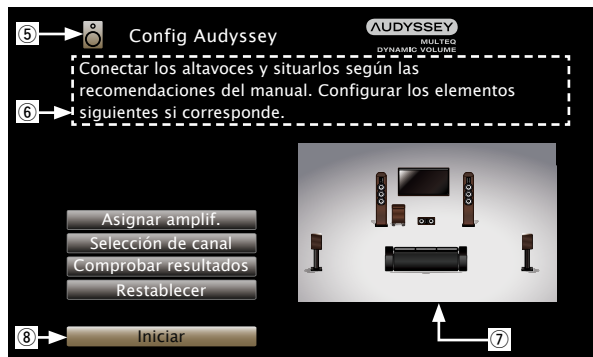 ⑤ Config Audyssey
AUDYSSEY
MULTEQ
DYNAMIC VOLUME
Conectar los altavoces y situarlos según las
recomendaciones del manual. Configurar los elementos
⑥ siguientes si corresponde.
Asignar amplif.
Selección de canal
Comprobar resultados
Restablecer
⑧ Iniciar
⑦